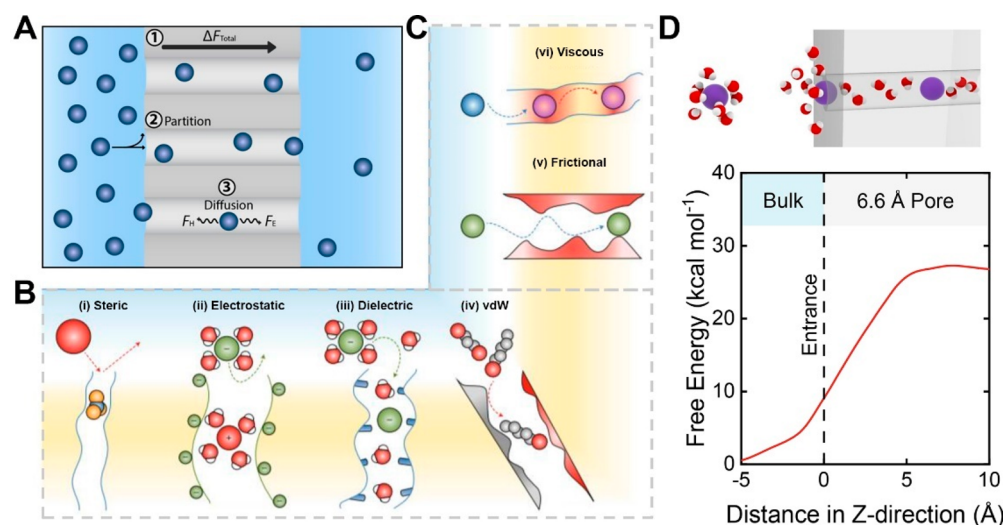 A
① ΔF_Total
② Partition
③
Diffusion
F_H F_E
B
(i) Steric
(ii) Electrostatic
(iii) Dielectric
(iv) vdW
C
(vi) Viscous
(v) Frictional
D
Bulk
6.6 Å Pore
Entrance
Free Energy (kcal mol⁻¹)
40
30
20
10
0
-5 0 5 10
Distance in Z-direction (Å)